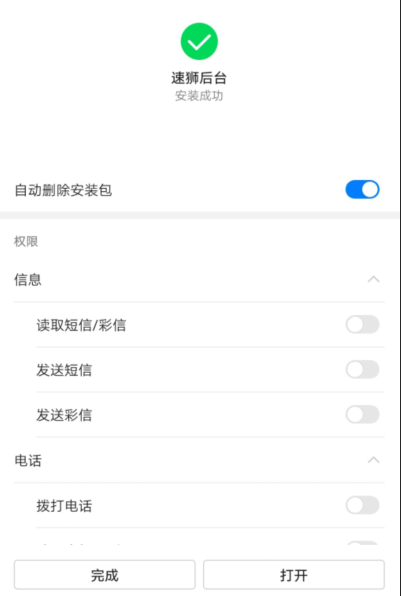 速狮后台
安装成功
自动删除安装包
权限
信息
读取短信/彩信
发送短信
发送彩信
电话
拨打电话
完成
打开